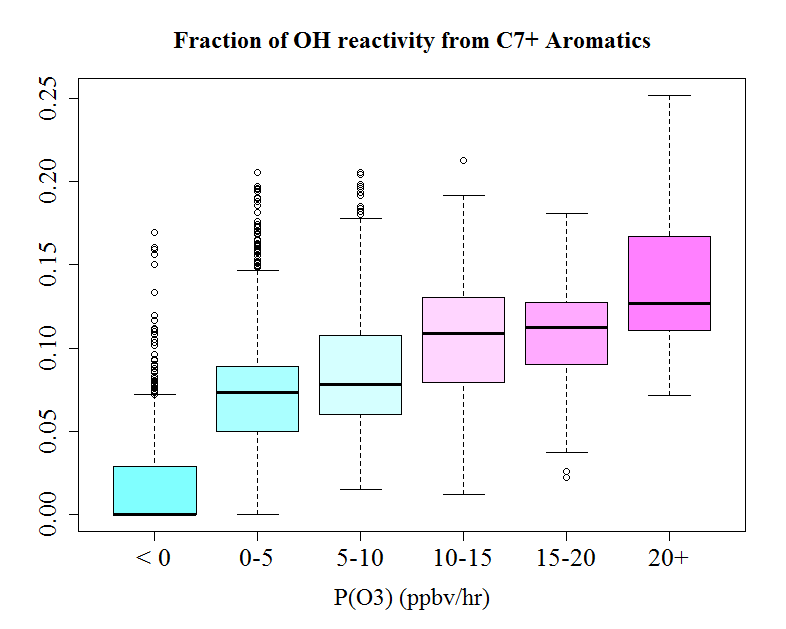 Fraction of OH reactivity from C7+ Aromatics
0.25
0.20
0.15
0.10
0.05
0.00
< 0 0-5 5-10 10-15 15-20 20+
P(O3) (ppbv/hr)